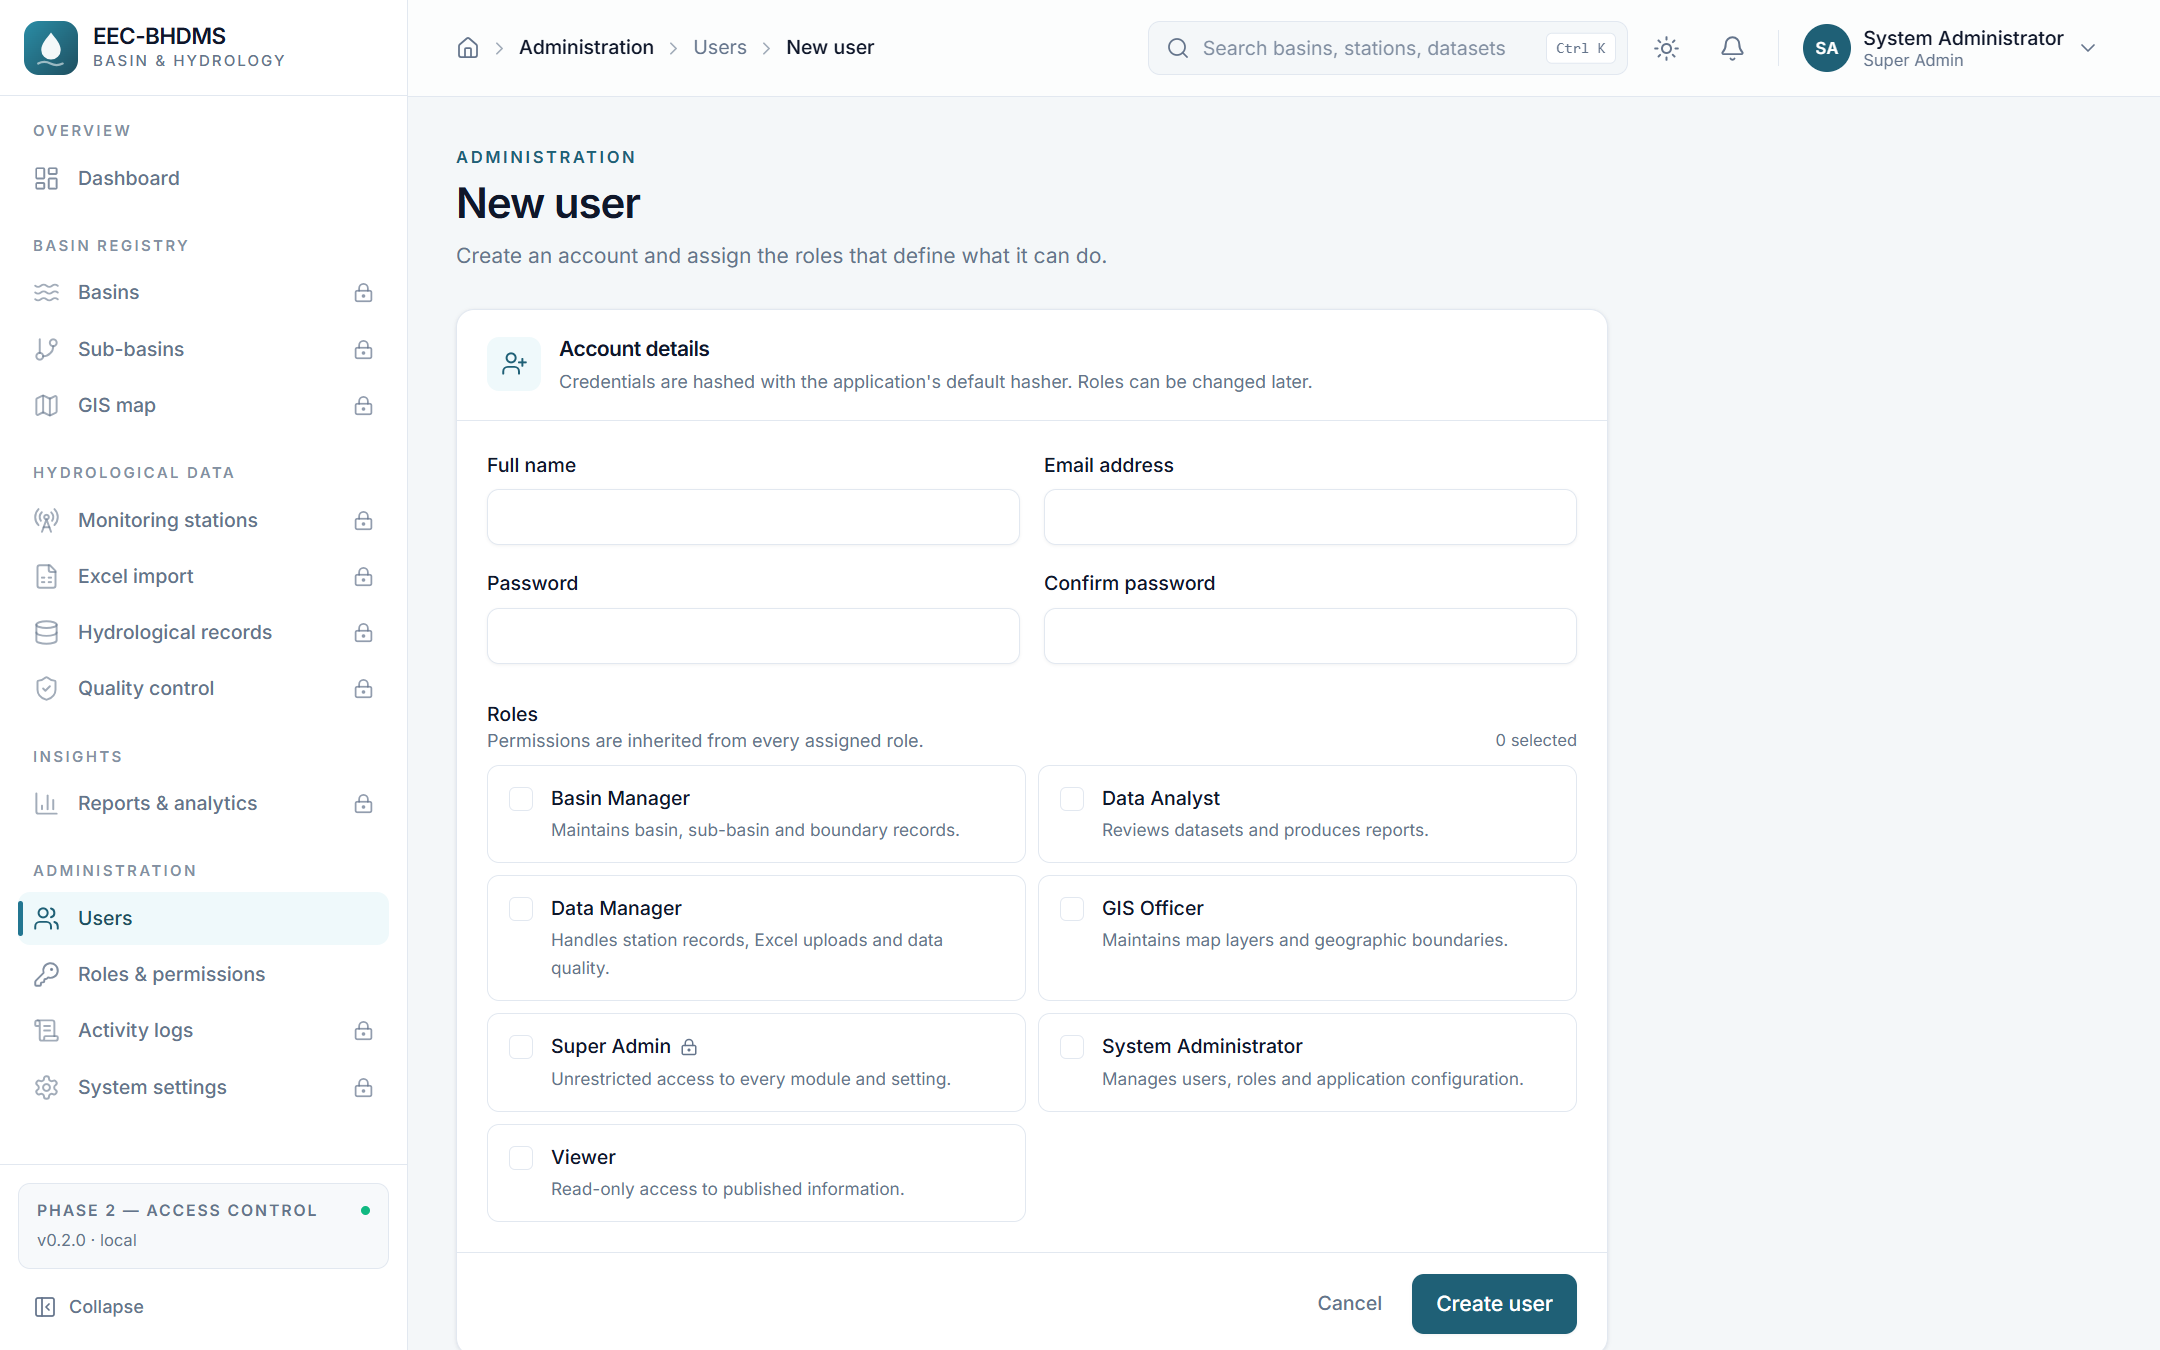 EEC-BHDMS
BASIN & HYDROLOGY
OVERVIEW
Dashboard
BASIN REGISTRY
Basins
Sub-basins
GIS map
HYDROLOGICAL DATA
Monitoring stations
Excel import
Hydrological records
Quality control
INSIGHTS
Reports & analytics
ADMINISTRATION
Users
Roles & permissions
Activity logs
System settings
PHASE 2 — ACCESS CONTROL
v0.2.0 · local
Collapse
Administration
Users
New user
Search basins, stations, datasets
Ctrl K
SA
System Administrator
Super Admin
ADMINISTRATION
New user
Create an account and assign the roles that define what it can do.
Account details
Credentials are hashed with the application's default hasher. Roles can be changed later.
Full name
Email address
Password
Confirm password
Roles
Permissions are inherited from every assigned role.
0 selected
Basin Manager
Maintains basin, sub-basin and boundary records.
Data Analyst
Reviews datasets and produces reports.
Data Manager
Handles station records, Excel uploads and data
quality.
GIS Officer
Maintains map layers and geographic boundaries.
Super Admin
Unrestricted access to every module and setting.
System Administrator
Manages users, roles and application configuration.
Viewer
Read-only access to published information.
Cancel
Create user